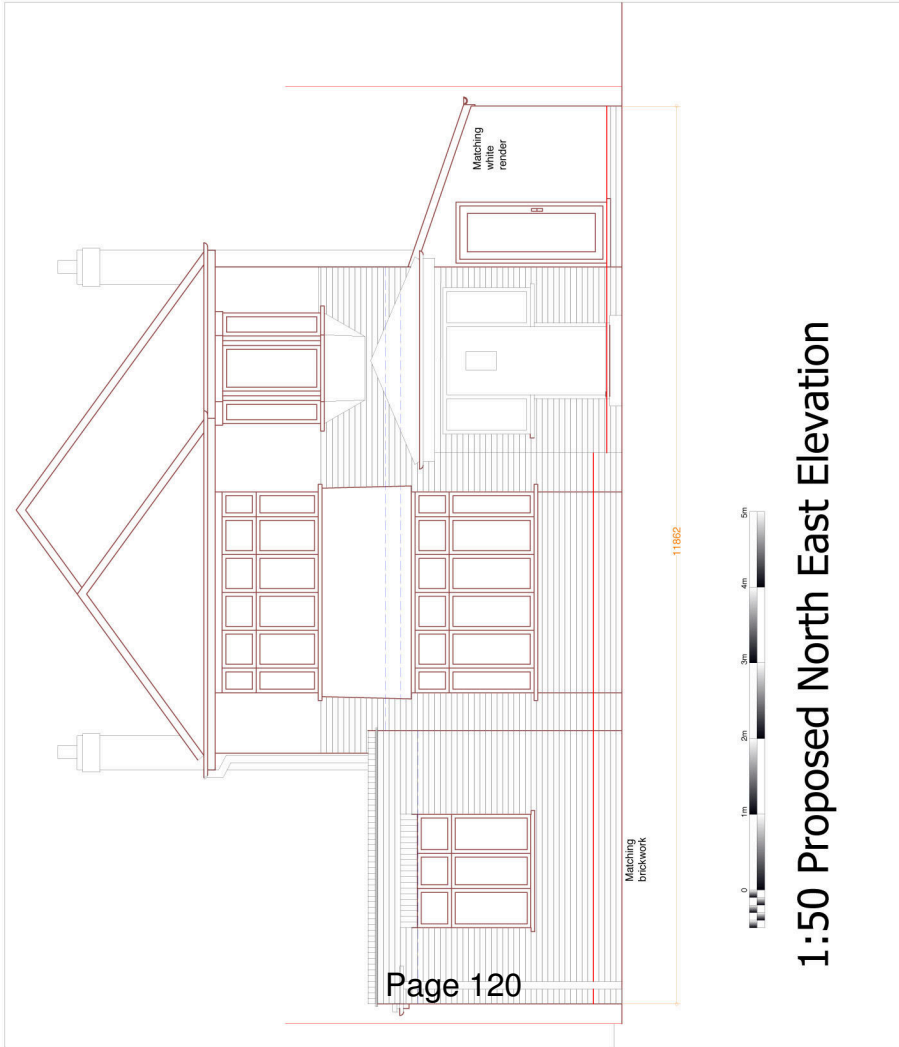 Matching
white
render
Matching
brickwork
11862
0
1m
2m
3m
4m
5m
1:50 Proposed North East Elevation
Page 120